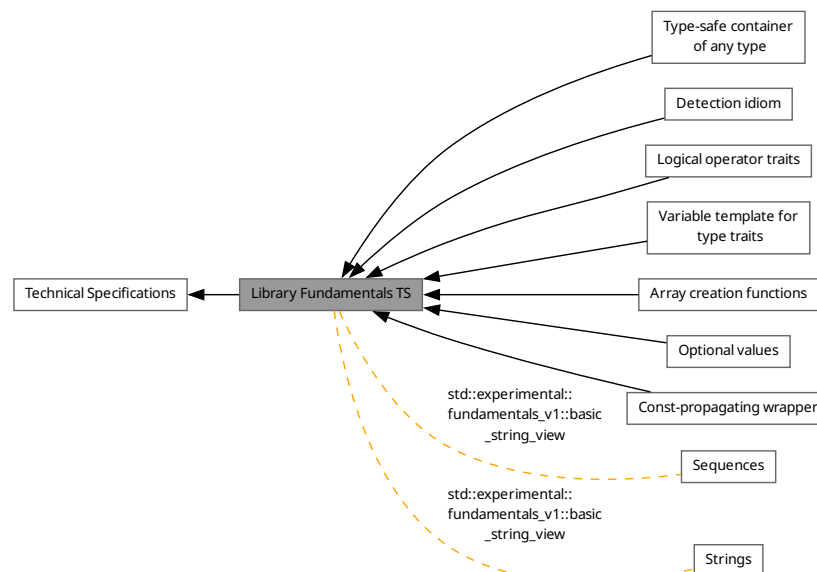 Type-safe container
of any type
Detection idiom
Logical operator traits
Variable template for
type traits
Technical Specifications
Library Fundamentals TS
Array creation functions
Optional values
Const-propagating wrapper
std::experimental::
fundamentals_v1::basic
_string_view
Sequences
std::experimental::
fundamentals_v1::basic
_string_view
Strings